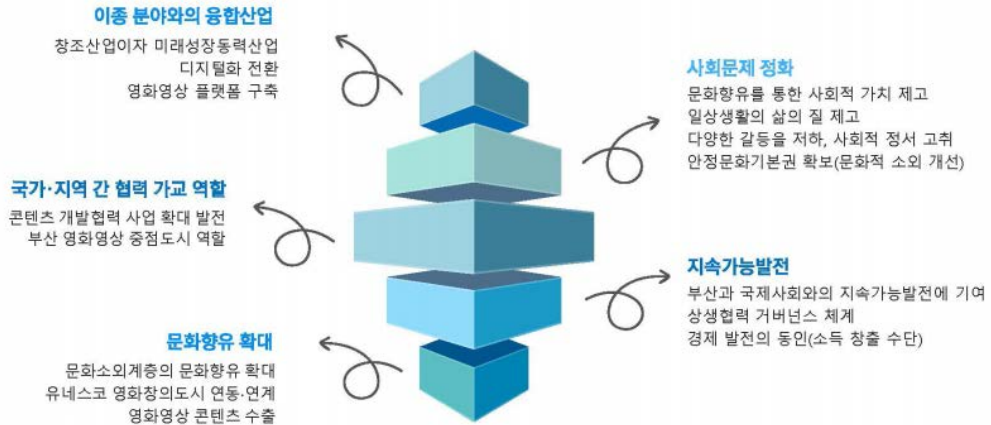 이종 분야와의 융합산업
창조산업이자 미래성장동력산업
디지털화 전환
영화영상 플랫폼 구축
사회문제 정화
문화향유를 통한 사회적 가치 제고
일상생활의 삶의 질 제고
다양한 갈등을 저하, 사회적 정서 고취
안정문화기본권 확보(문화적 소외 개선)
국가·지역 간 협력 가교 역할
콘텐츠 개발협력 사업 확대 발전
부산 영화영상 중점도시 역할
지속가능발전
부산과 국제사회와의 지속가능발전에 기여
상생협력 거버넌스 체계
경제 발전의 동인(소득 창출 수단)
문화향유 확대
문화소외계층의 문화향유 확대
유네스코 영화창의도시 연동·연계
영화영상 콘텐츠 수출